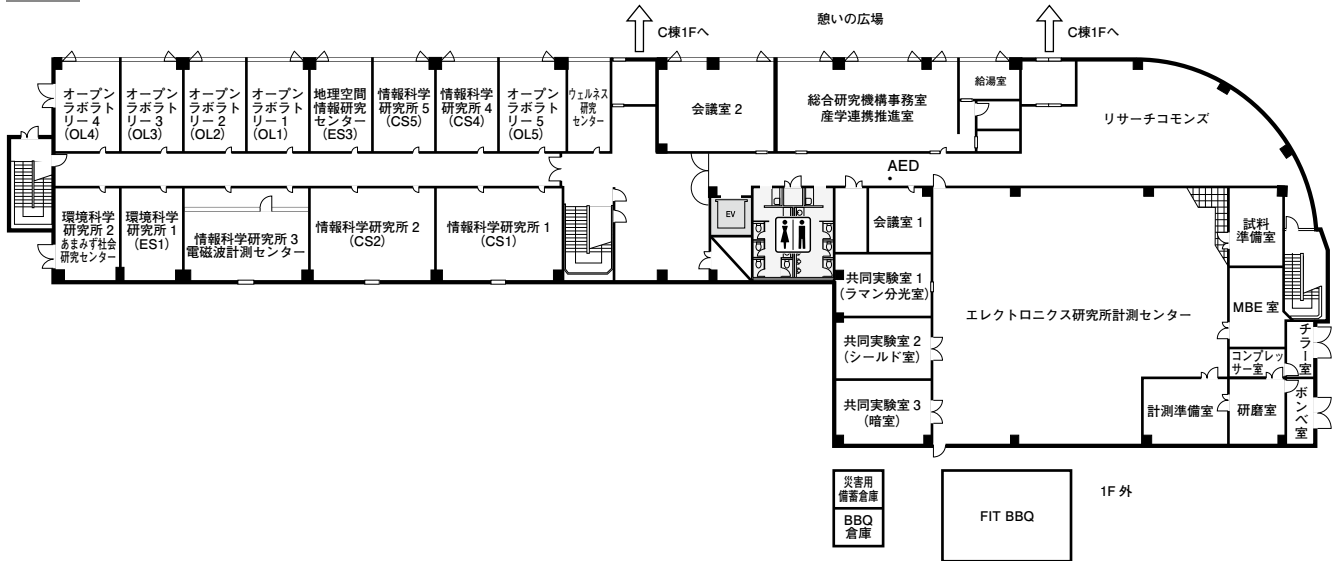 憩いの広場
C棟1Fへ
C棟1Fへ
オープン
ラボラト
リー4
(OL4)
オープン
ラボラト
リー3
(OL3)
オープン
ラボラト
リー2
(OL2)
オープン
ラボラト
リー1
(OL1)
地理空間
情報研究
センター
(ES3)
情報科学
研究所5
(CS5)
情報科学
研究所4
(CS4)
オープン
ラボラト
リー5
(OL5)
ウェルネス
研究
センター
会議室2
総合研究機構事務室
産学連携推進室
給湯室
リサーチコモンズ
AED
環境科学
研究所2
あまみず社会
研究センター
環境科学
研究所1
(ES1)
情報科学研究所3
電磁波計測センター
情報科学研究所2
(CS2)
情報科学研究所1
(CS1)
EV
会議室1
共同実験室1
(ラマン分光室)
共同実験室2
(シールド室)
共同実験室3
(暗室)
エレクトロニクス研究所計測センター
試料
準備室
MBE室
コンプレッ
サー室
チラー室
計測準備室
研磨室
ボンベ室
災害用
備蓄倉庫
BBQ
倉庫
FIT BBQ
1F外